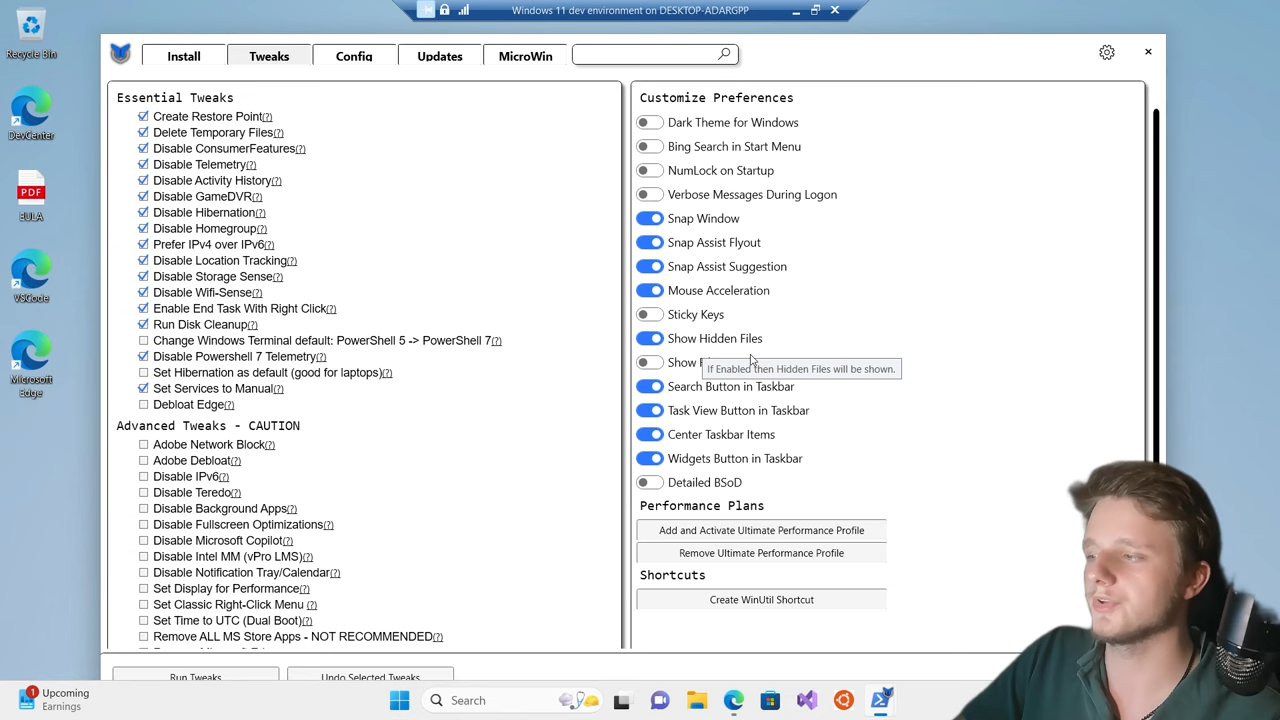 Windows 11 dev environment on DESKTOP-ADARGPP
Recycle Bin
DevCenter
PDF
EULA
VSCode
Microsoft
Edge
Install
Tweaks
Config
Updates
MicroWin
Essential Tweaks
Create Restore Point(?)
Delete Temporary Files(?)
Disable ConsumerFeatures(?)
Disable Telemetry(?)
Disable Activity History(?)
Disable GameDVR(?)
Disable Hibernation(?)
Disable Homegroup(?)
Prefer IPv4 over IPv6(?)
Disable Location Tracking(?)
Disable Storage Sense(?)
Disable Wifi-Sense(?)
Enable End Task With Right Click(?)
Run Disk Cleanup(?)
Change Windows Terminal default: PowerShell 5 -> PowerShell 7(?)
Disable Powershell 7 Telemetry(?)
Set Hibernation as default (good for laptops)(?)
Set Services to Manual(?)
Debloat Edge(?)
Advanced Tweaks - CAUTION
Adobe Network Block(?)
Adobe Debloat(?)
Disable IPv6(?)
Disable Teredo(?)
Disable Background Apps(?)
Disable Fullscreen Optimizations(?)
Disable Microsoft Copilot(?)
Disable Intel MM (vPro LMS)(?)
Disable Notification Tray/Calendar(?)
Set Display for Performance(?)
Set Classic Right-Click Menu (?)
Set Time to UTC (Dual Boot)(?)
Remove ALL MS Store Apps - NOT RECOMMENDED(?)
Customize Preferences
Dark Theme for Windows
Bing Search in Start Menu
NumLock on Startup
Verbose Messages During Logon
Snap Window
Snap Assist Flyout
Snap Assist Suggestion
Mouse Acceleration
Sticky Keys
Show Hidden Files
Show
If Enabled then Hidden Files will be shown.
Search Button in Taskbar
Task View Button in Taskbar
Center Taskbar Items
Widgets Button in Taskbar
Detailed BSoD
Performance Plans
Add and Activate Ultimate Performance Profile
Remove Ultimate Performance Profile
Shortcuts
Create WinUtil Shortcut
Run Tweaks
Undo Selected Tweaks
1
Upcoming
Earnings
Search